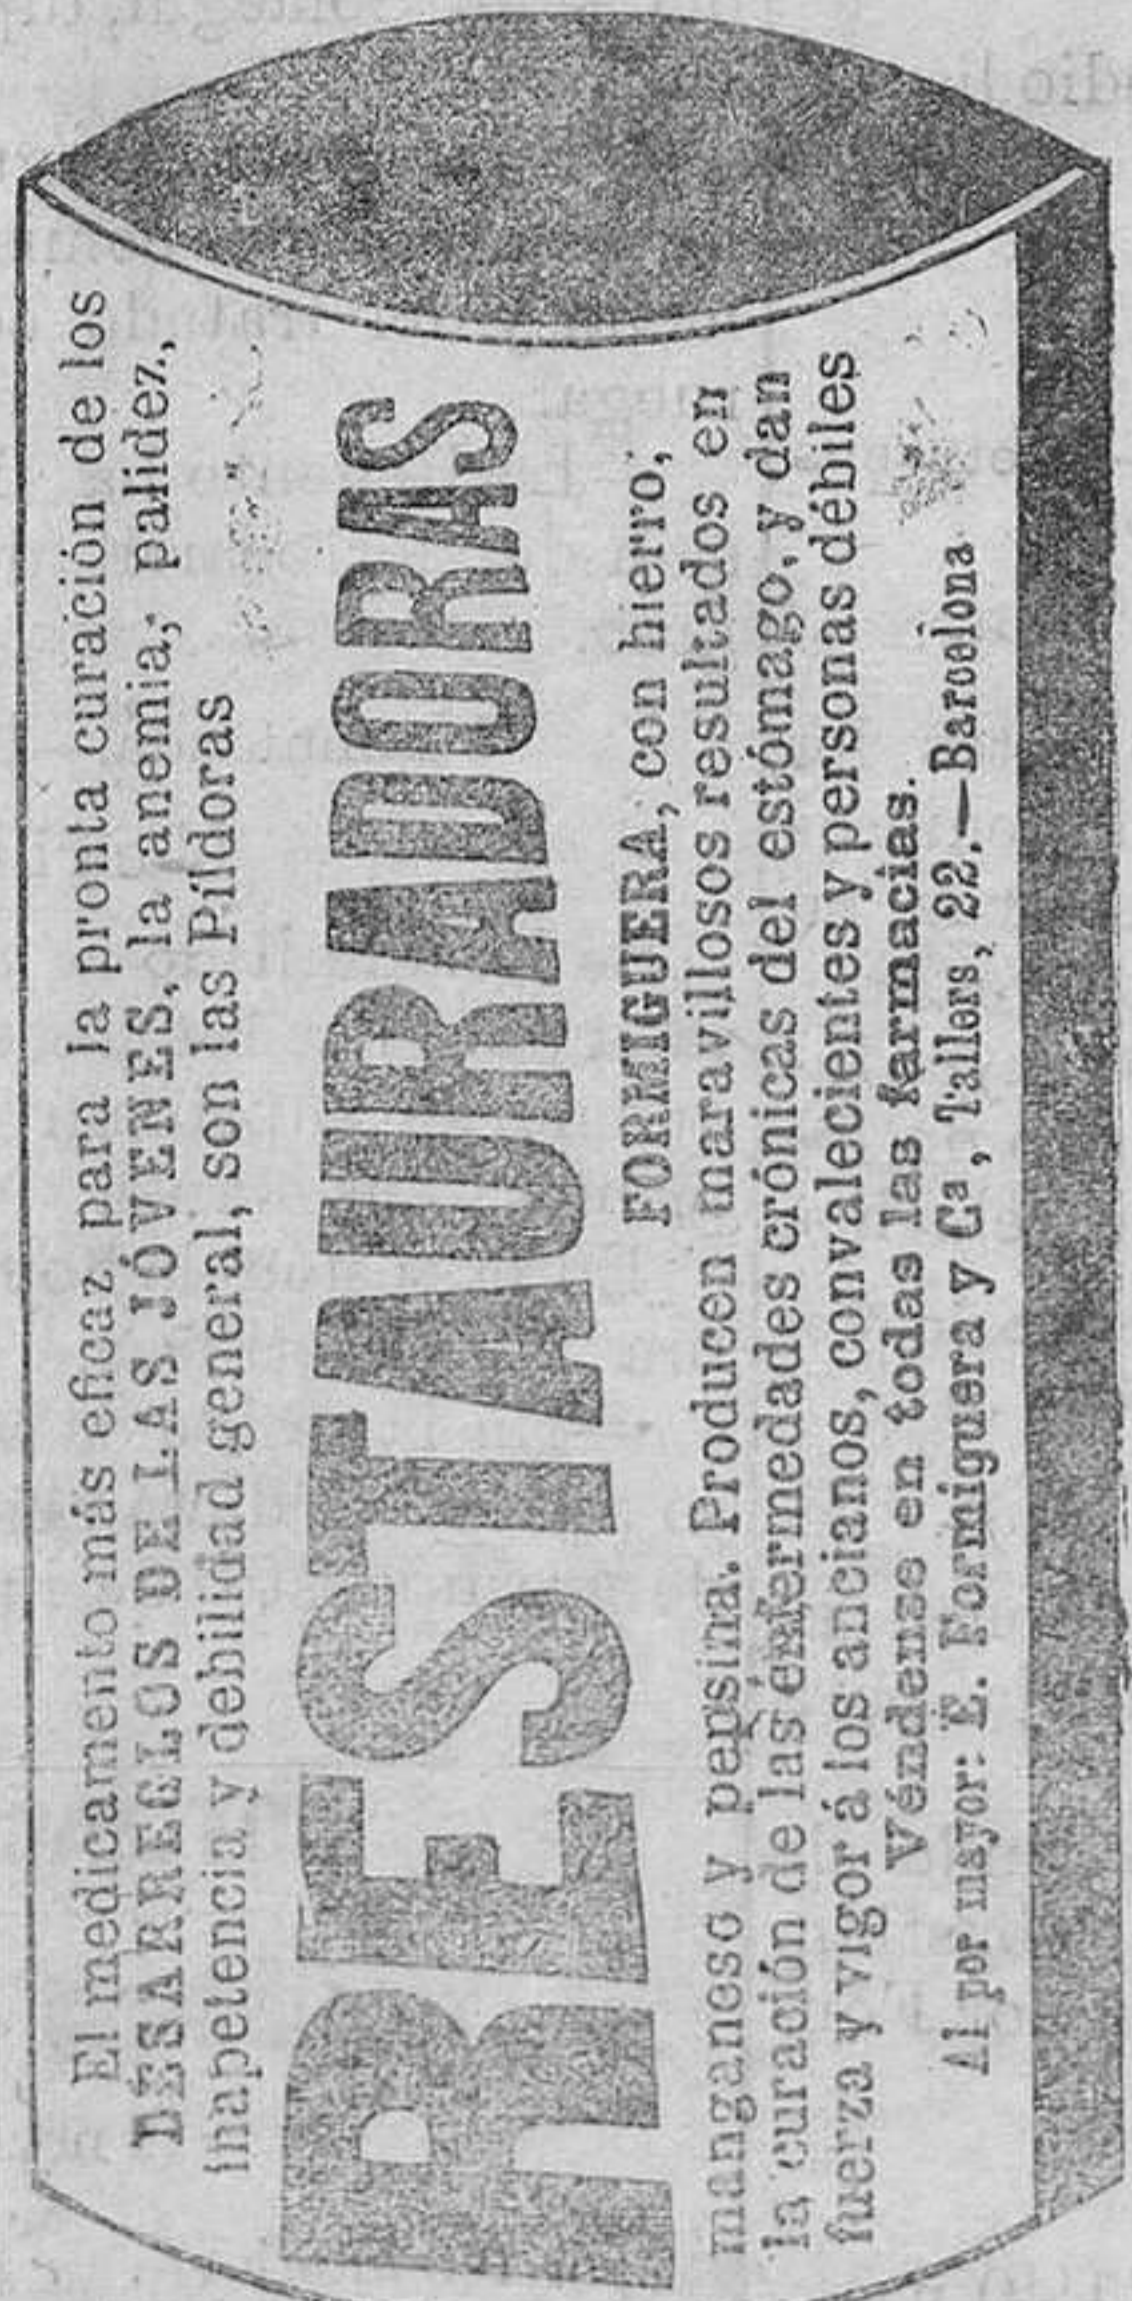 El medicamento más eficaz para la pronta curación de los
DESARREGLOS DE LAS JÓVENES, la anemia, palidez,
inapetencia y debilidad general, son las Píldoras
RESTAURADORAS
FORMIGUERA, con hierro,
manganeso y pepsina. Producen maravillosos resultados en
la curación de las enfermedades crónicas del estómago, y dan
fuerza y vigor á los ancianos, convalecientes y personas débiles
Véndense en todas las farmacias.
Al por mayor: E. Formiguera y Cª, Tallers, 22.—Barcelona